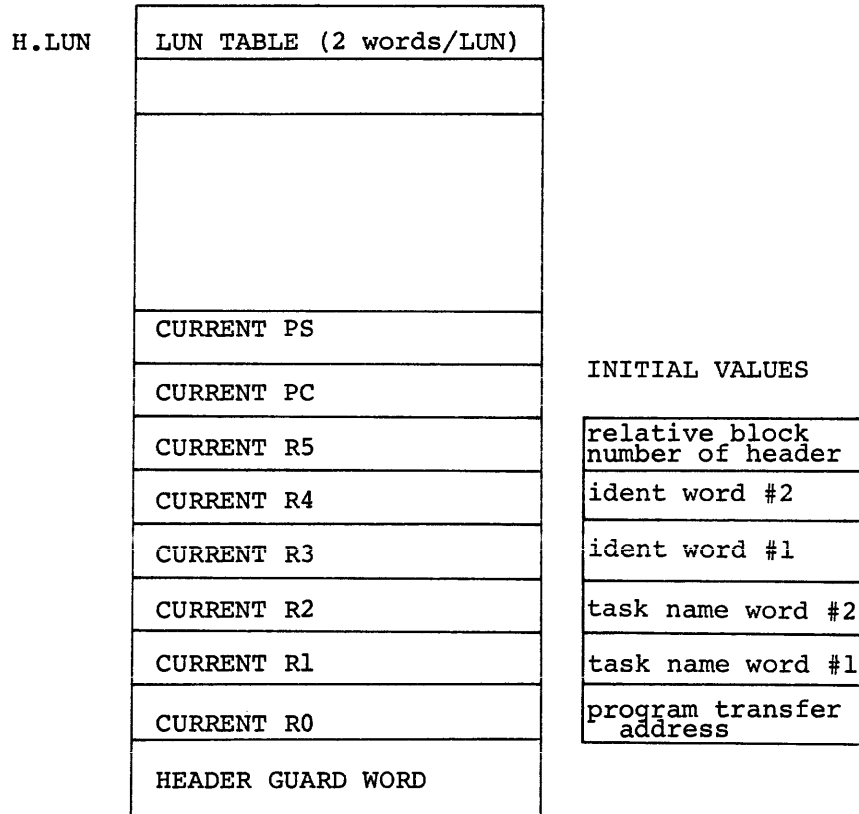 H.LUN LUN TABLE (2 words/LUN)
CURRENT PS
INITIAL VALUES
CURRENT PC
CURRENT R5
relative block
number of header
CURRENT R4
ident word #2
CURRENT R3
ident word #1
CURRENT R2
task name word #2
CURRENT R1
task name word #1
CURRENT R0
program transfer
address
HEADER GUARD WORD